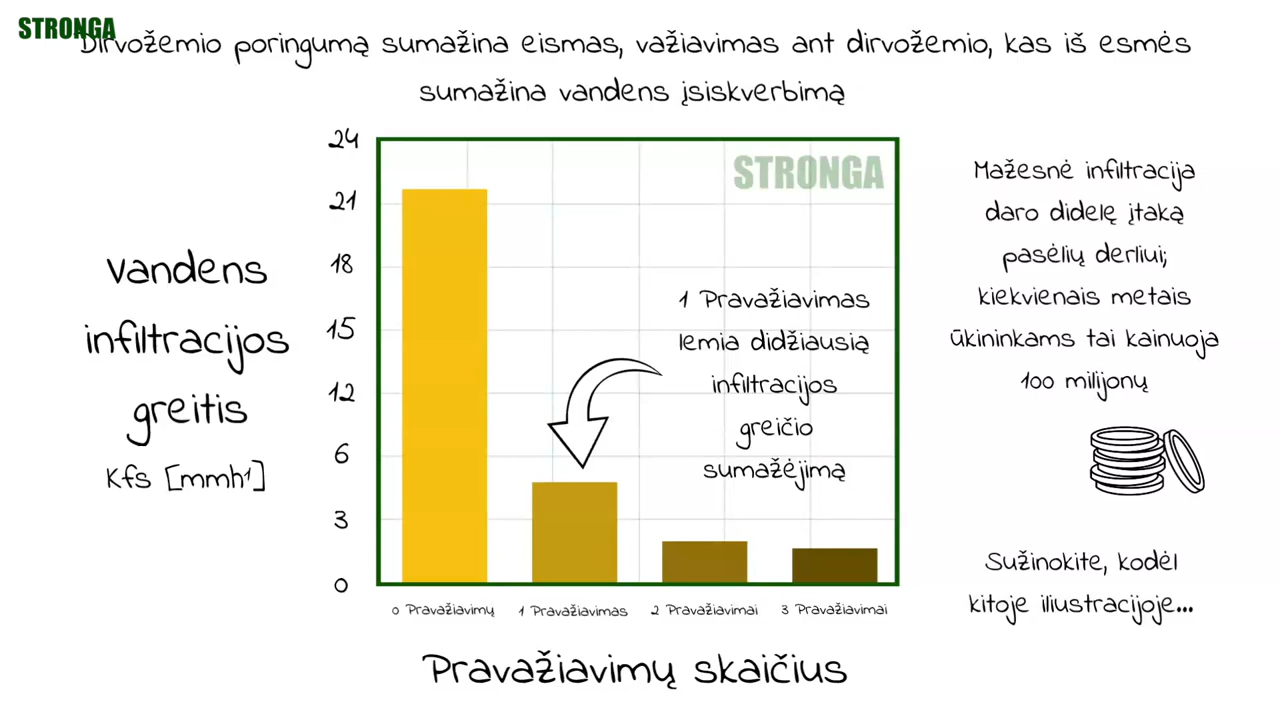 STRONGA
Dirvožemio poringumą sumažina eismas, važiavimas ant dirvožemio, kas iš esmės
sumažina vandens įsiskverbimą
Vandens
infiltracijos
greitis
Kfs [mmh¹]
24
21
18
15
12
6
3
0
STRONGA
1 Pravažiavimas
lemia didžiausią
infiltracijos
greičio
sumažėjimą
0 Pravažiavimų
1 Pravažiavimas
2 Pravažiavimai
3 Pravažiavimai
Pravažiavimų skaičius
Mažesnė infiltracija
daro didelę įtaką
pasėlių derliui;
kiekvienais metais
ūkininkams tai kainuoja
100 milijonų
Sužinokite, kodėl
kitoje iliustracijoje...